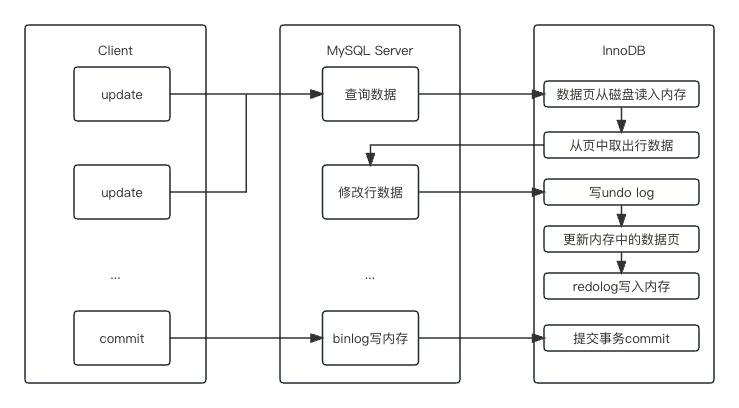 Client
MySQL Server
InnoDB
update
查询数据
数据页从磁盘读入内存
从页中取出行数据
update
修改行数据
写undo log
更新内存中的数据页
...
...
redolog写入内存
commit
binlog写内存
提交事务commit